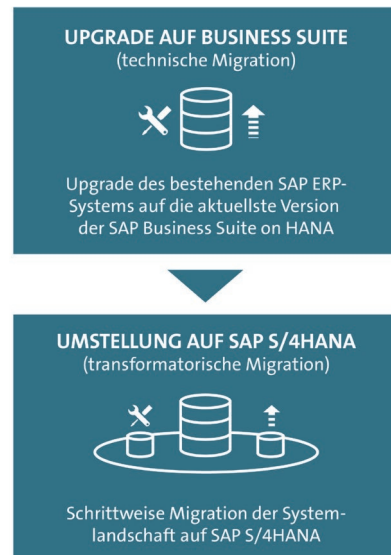 UPGRADE AUF BUSINESS SUITE
(technische Migration)
Upgrade des bestehenden SAP ERP-
Systems auf die aktuellste Version
der SAP Business Suite on HANA
UMSTELLUNG AUF SAP S/4HANA
(transformatorische Migration)
Schrittweise Migration der System-
landschaft auf SAP S/4HANA